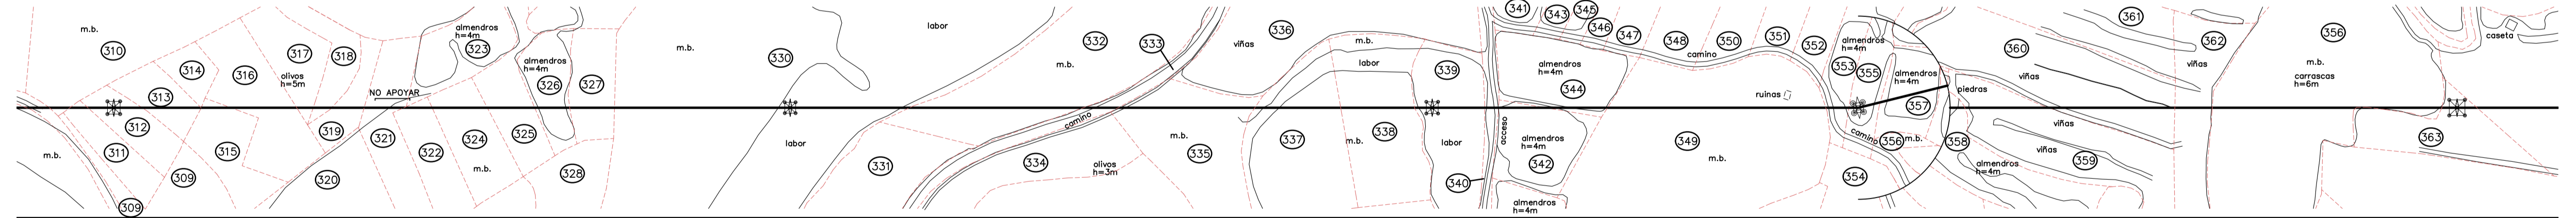 m.b.
310
314
313
312
311
m.b.
309
309
315
316
317
318
olivos
h=5m
NO APOYAR
319
320
321
322
almendros
h=4m
323
324
m.b.
325
almendros
h=4m
326
327
328
m.b.
330
labor
labor
331
332
m.b.
333
camino
334
olivos
h=3m
335
m.b.
viñas
336
337
m.b.
labor
m.b.
338
339
labor
340
acceso
341
343
345
346
347
348
350
351
352
almendros
h=4m
344
camino
almendros
h=4m
342
almendros
h=4m
349
m.b.
ruinas
almendros
h=4m
353
355
almendros
h=4m
357
camino
356
m.b.
354
358
piedras
360
viñas
viñas
viñas
359
almendros
h=4m
361
362
viñas
356
m.b.
carrascas
h=6m
caseta
363